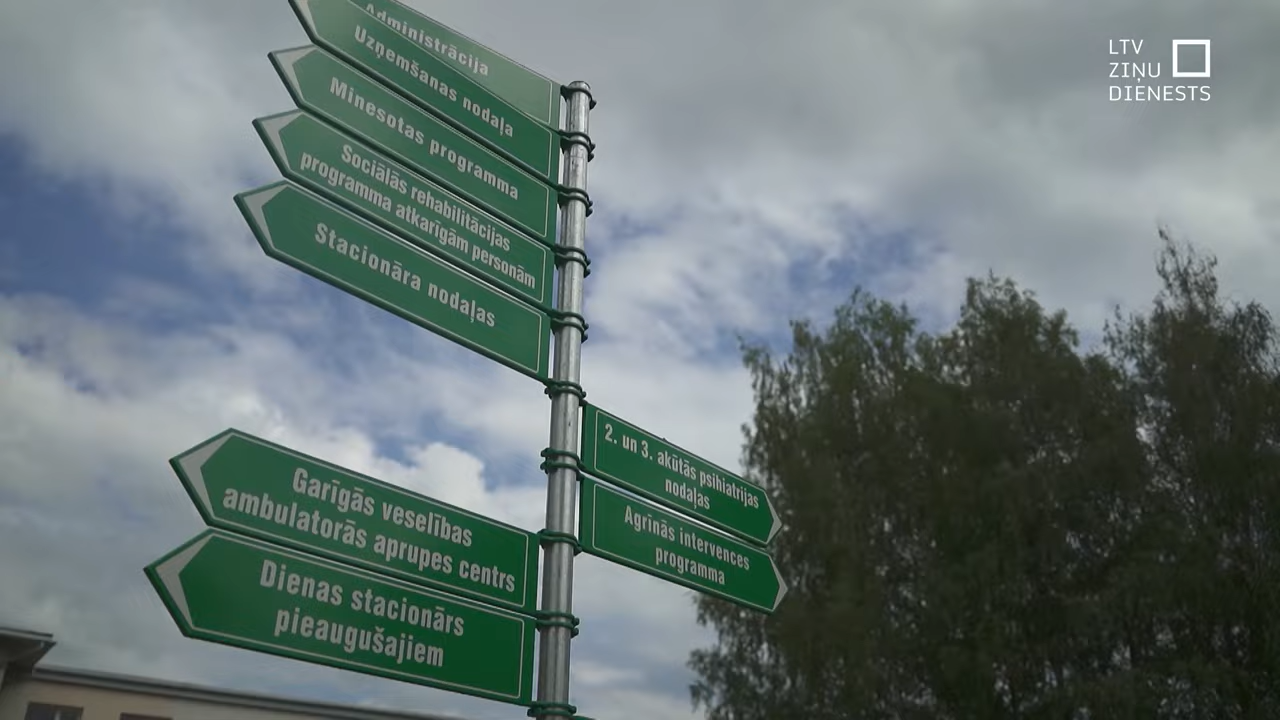 Administrācija
Uzņemšanas nodaļa
Minesotas programma
Sociālās rehabilitācijas
programma atkarīgām personām
Stacionāra nodaļas
2. un 3. akūtās psihiatrijas
nodaļas
Agrīnās intervences
programma
Garīgās veselības
ambulatorās aprupes centrs
Dienas stacionārs
pieaugušajiem
LTV
ZIŅU
DIENESTS